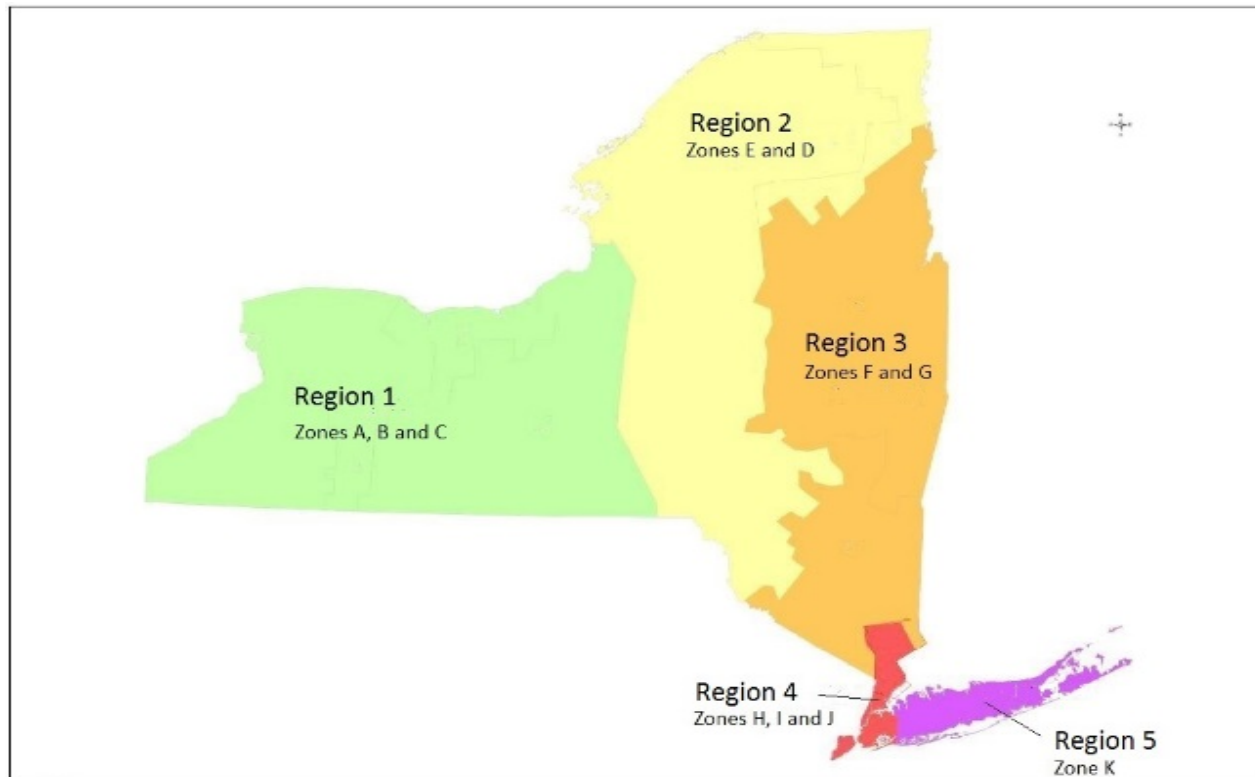 Region 2
Zones E and D
Region 3
Zones F and G
Region 1
Zones A, B and C
Region 4
Zones H, I and J
Region 5
Zone K